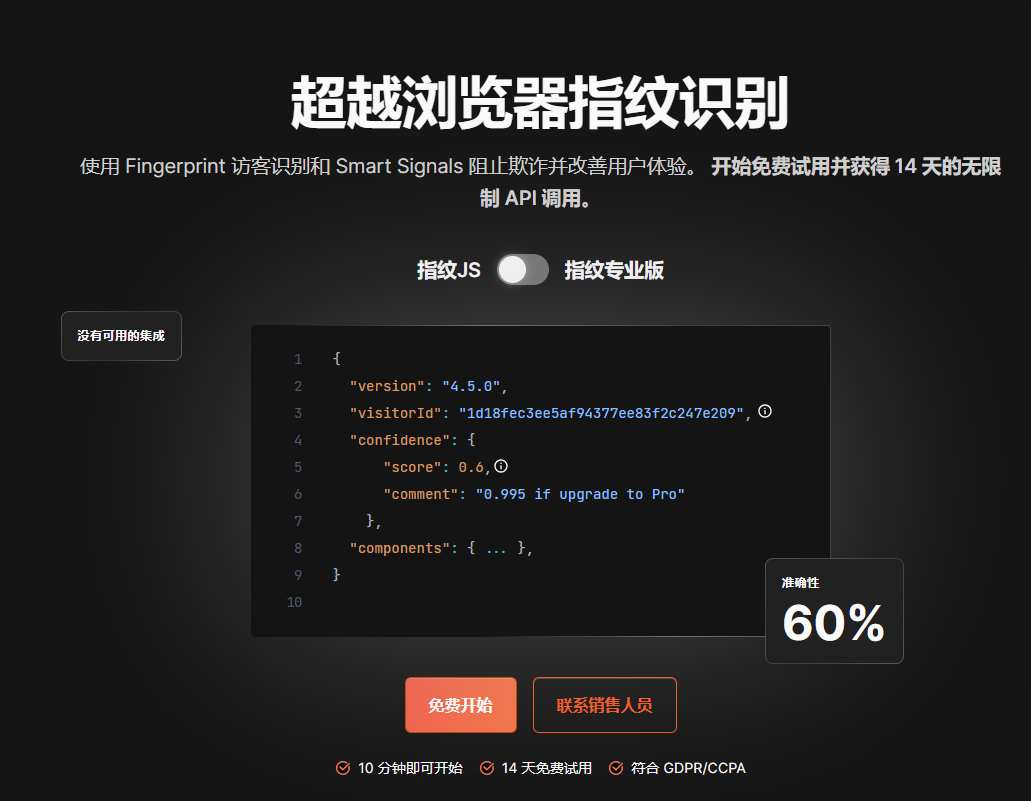 超越浏览器指纹识别
使用 Fingerprint 访客识别和 Smart Signals 阻止欺诈并改善用户体验。 开始免费试用并获得 14 天的无限
制 API 调用。
指纹JS 指纹专业版
没有可用的集成
1 {
2 "version": "4.5.0",
3 "visitorId": "1d18fec3ee5af94377ee83f2c247e209",
4 "confidence": {
5 "score": 0.6,
6 "comment": "0.995 if upgrade to Pro"
7 },
8 "components": { ... },
9 }
10
准确性
60%
免费开始 联系销售人员
10 分钟即可开始 14 天免费试用 符合 GDPR/CCPA